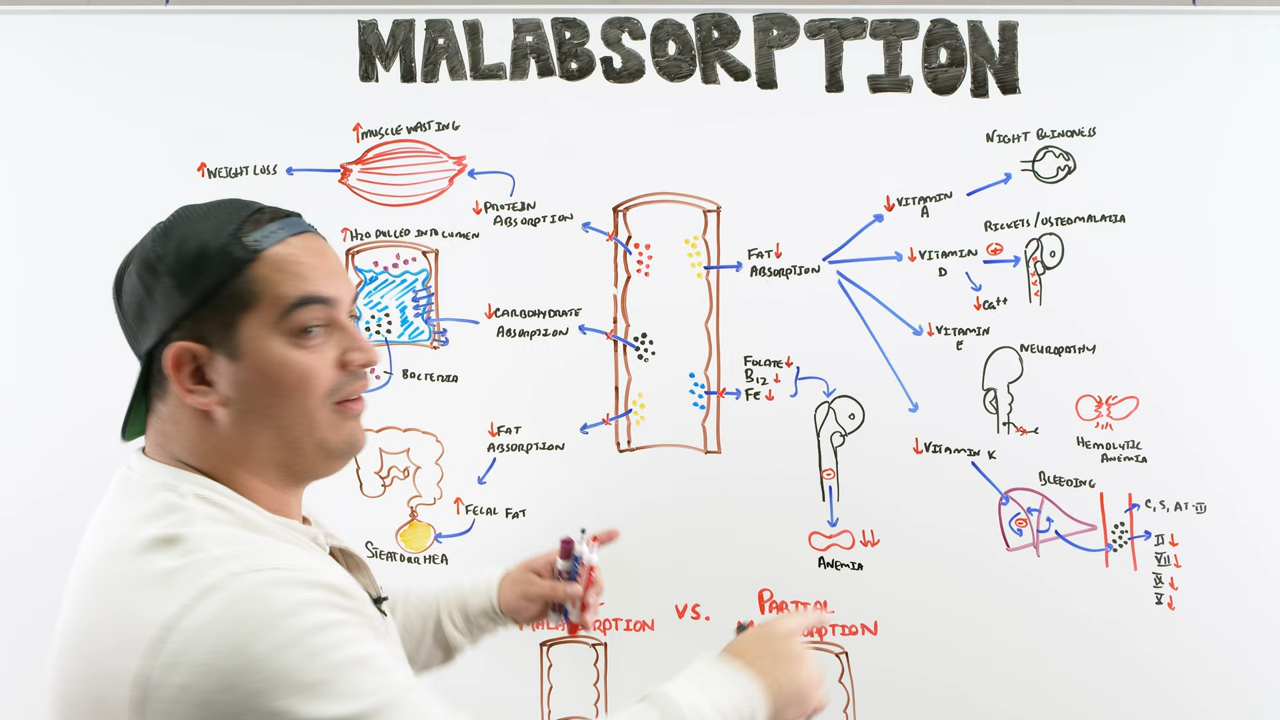 MALABSORPTION
↑MUSCLE WASTING
↑WEIGHT LOSS
↓PROTEIN
ABSORPTION
↑H2O PULLED INTO LUMEN
↓CARBOHYDRATE
ABSORPTION
BACTERIA
↓FAT
ABSORPTION
↑FECAL FAT
STEATORRHEA
FAT↓
ABSORPTION
FOLATE↓
B12↓
FE↓
ANEMIA
↓↓
↓VITAMIN
A
NIGHT BLINDNESS
↓VITAMIN
D
RICKETS/OSTEOMALATIA
↓Ca++
↓VITAMIN
E
NEUROPATHY
HEMOLYTIC
ANEMIA
↓VITAMIN K
BLEEDING
C, S, AT-III
II↓
VII↓
IX↓
X↓
VS.
PARTIAL